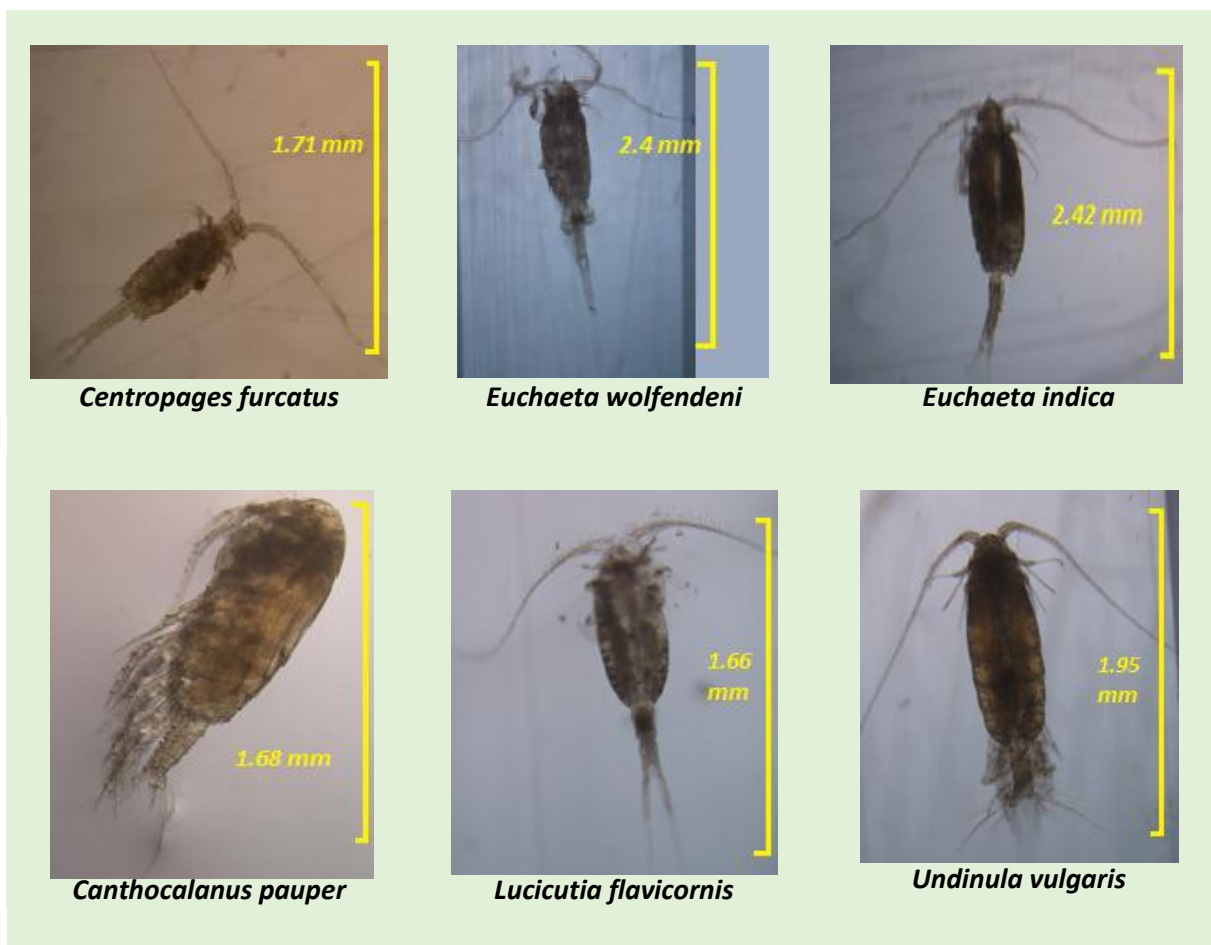 1.71 mm
2.4 mm
2.42 mm
Centropages furcatus
Euchaeta wolfendeni
Euchaeta indica
1.68 mm
1.66
mm
1.95
mm
Canthocalanus pauper
Lucicutia flavicornis
Undinula vulgaris